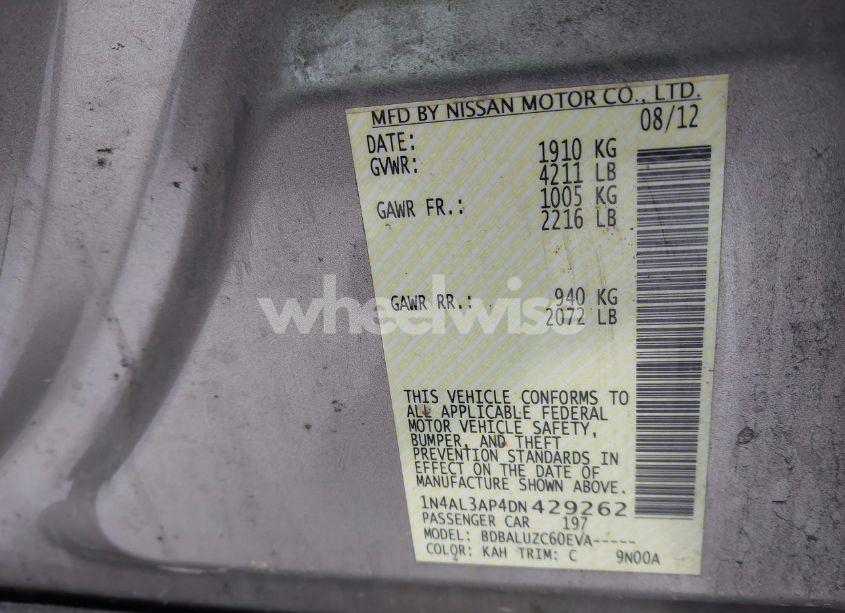 MFD BY NISSAN MOTOR CO., LTD.
DATE: 08/12
GVWR: 1910 KG
4211 LB
GAWR FR.: 1005 KG
2216 LB
GAWR RR.: 940 KG
2072 LB
wheelwise
THIS VEHICLE CONFORMS TO
ALL APPLICABLE FEDERAL
MOTOR VEHICLE SAFETY,
BUMPER, AND THEFT
PREVENTION STANDARDS IN
EFFECT ON THE DATE OF
MANUFACTURE SHOWN ABOVE.
1N4AL3AP4DN429262
PASSENGER CAR 197
MODEL: BDBALUZC60EVA-----
COLOR: KAH TRIM: C 9N00A